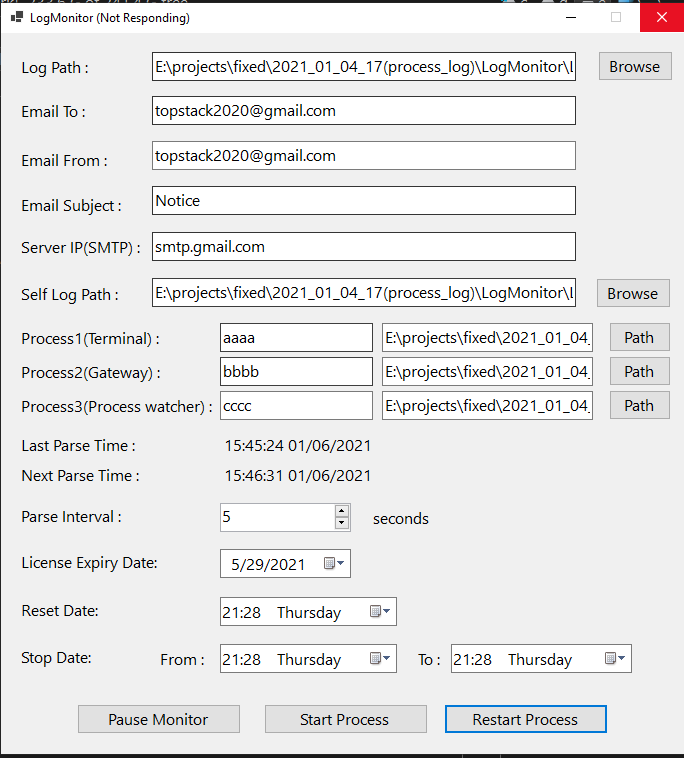 LogMonitor (Not Responding)
Log Path : E:\projects\fixed\2021_01_04_17(process_log)\LogMonitor\L Browse
Email To : topstack2020@gmail.com
Email From : topstack2020@gmail.com
Email Subject : Notice
Server IP(SMTP) : smtp.gmail.com
Self Log Path : E:\projects\fixed\2021_01_04_17(process_log)\LogMonitor\L Browse
Process1(Terminal) : aaaa E:\projects\fixed\2021_01_04_ Path
Process2(Gateway) : bbbb E:\projects\fixed\2021_01_04_ Path
Process3(Process watcher) : cccc E:\projects\fixed\2021_01_04_ Path
Last Parse Time : 15:45:24 01/06/2021
Next Parse Time : 15:46:31 01/06/2021
Parse Interval : 5 seconds
License Expiry Date: 5/29/2021
Reset Date: 21:28 Thursday
Stop Date: From : 21:28 Thursday To : 21:28 Thursday
Pause Monitor Start Process Restart Process